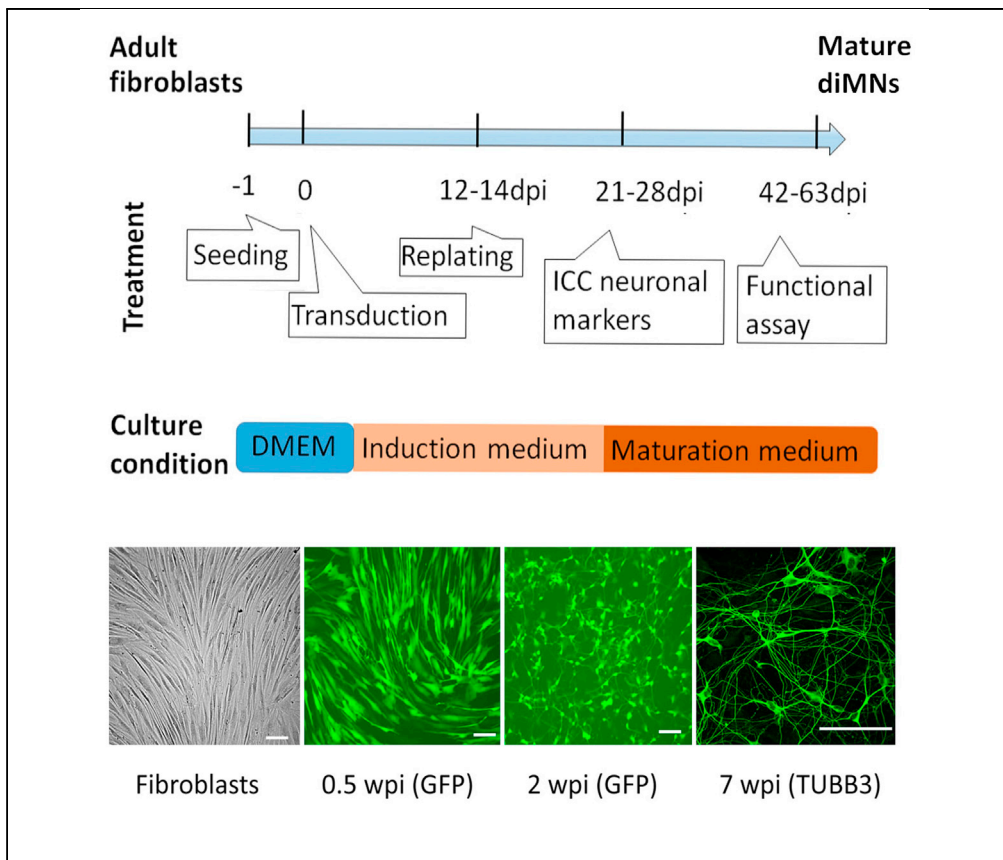 Adult
fibroblasts
Mature
diMNs
-1
0
12-14dpi
21-28dpi
42-63dpi
Treatment
Seeding
Transduction
Replating
ICC neuronal
markers
Functional
assay
Culture
condition
DMEM
Induction medium
Maturation medium
Fibroblasts
0.5 wpi (GFP)
2 wpi (GFP)
7 wpi (TUBB3)